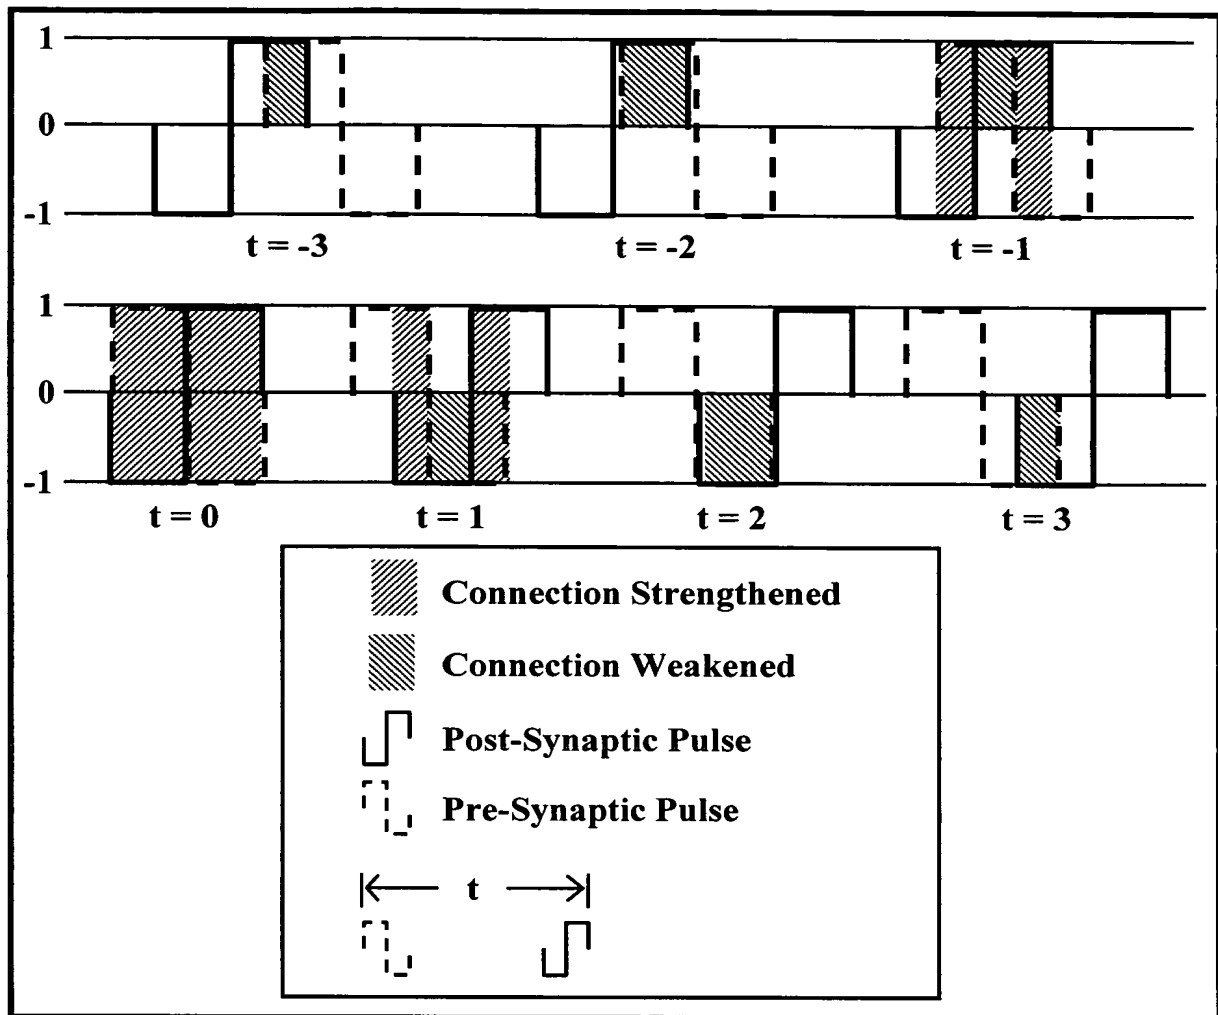 1
0
-1
t = -3 t = -2 t = -1
1
0
-1
t = 0 t = 1 t = 2 t = 3
Connection Strengthened
Connection Weakened
Post-Synaptic Pulse
Pre-Synaptic Pulse
t